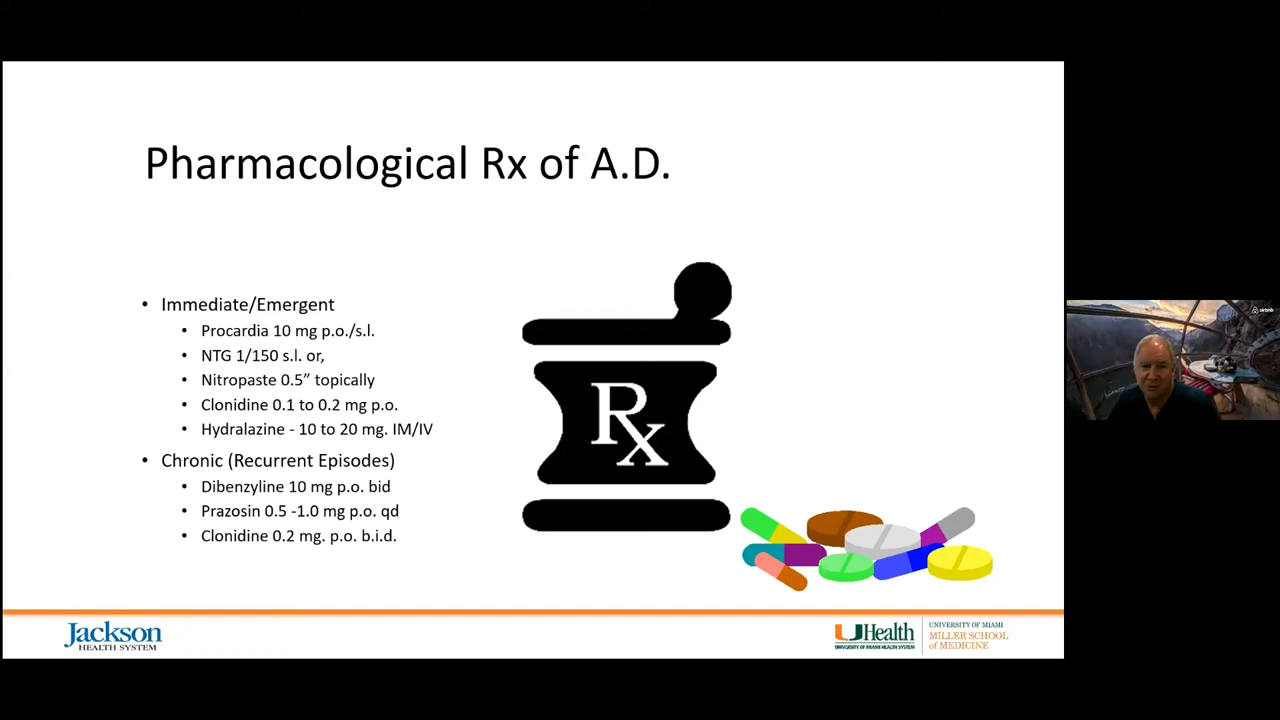 Pharmacological Rx of A.D.
• Immediate/Emergent
• Procardia 10 mg p.o./s.l.
• NTG 1/150 s.l. or,
• Nitropaste 0.5” topically
• Clonidine 0.1 to 0.2 mg p.o.
• Hydralazine - 10 to 20 mg. IM/IV
• Chronic (Recurrent Episodes)
• Dibenzyline 10 mg p.o. bid
• Prazosin 0.5 -1.0 mg p.o. qd
• Clonidine 0.2 mg. p.o. b.i.d.
Rx
airbnb
Jackson
HEALTH SYSTEM
UHealth
UNIVERSITY OF MIAMI HEALTH SYSTEM
UNIVERSITY OF MIAMI
MILLER SCHOOL
of MEDICINE